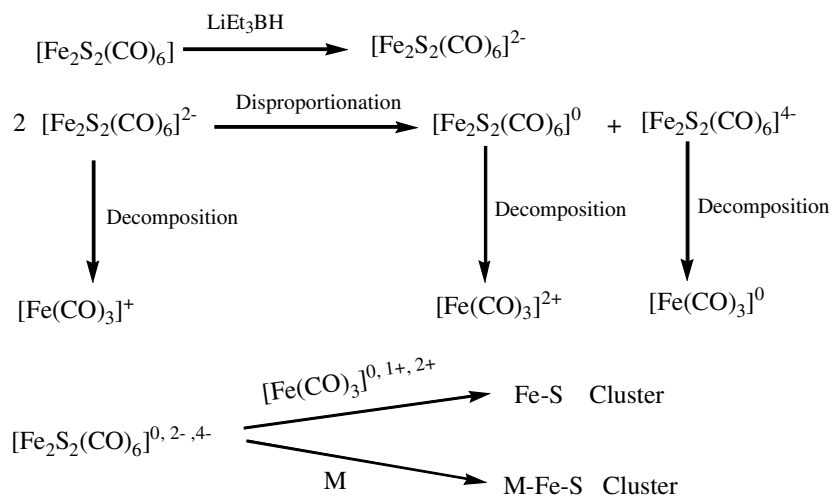 LiEt₃BH
[Fe₂S₂(CO)₆] [Fe₂S₂(CO)₆]²⁻
Disproportionation
2 [Fe₂S₂(CO)₆]²⁻ [Fe₂S₂(CO)₆]⁰ + [Fe₂S₂(CO)₆]⁴⁻
Decomposition Decomposition Decomposition
[Fe(CO)₃]⁺ [Fe(CO)₃]²⁺ [Fe(CO)₃]⁰
[Fe(CO)₃]⁰, ¹⁺, ²⁺
Fe-S Cluster
[Fe₂S₂(CO)₆]⁰, ²⁻ ,⁴⁻
M
M-Fe-S Cluster